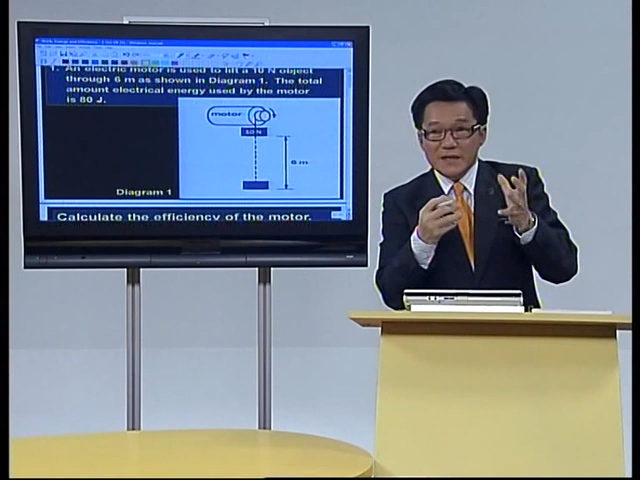 1. An electric motor is used to lift a 10 N object
through 6 m as shown in Diagram 1. The total
amount electrical energy used by the motor
is 80 J.
motor
10 N
6 m
Diagram 1
Calculate the efficiency of the motor.